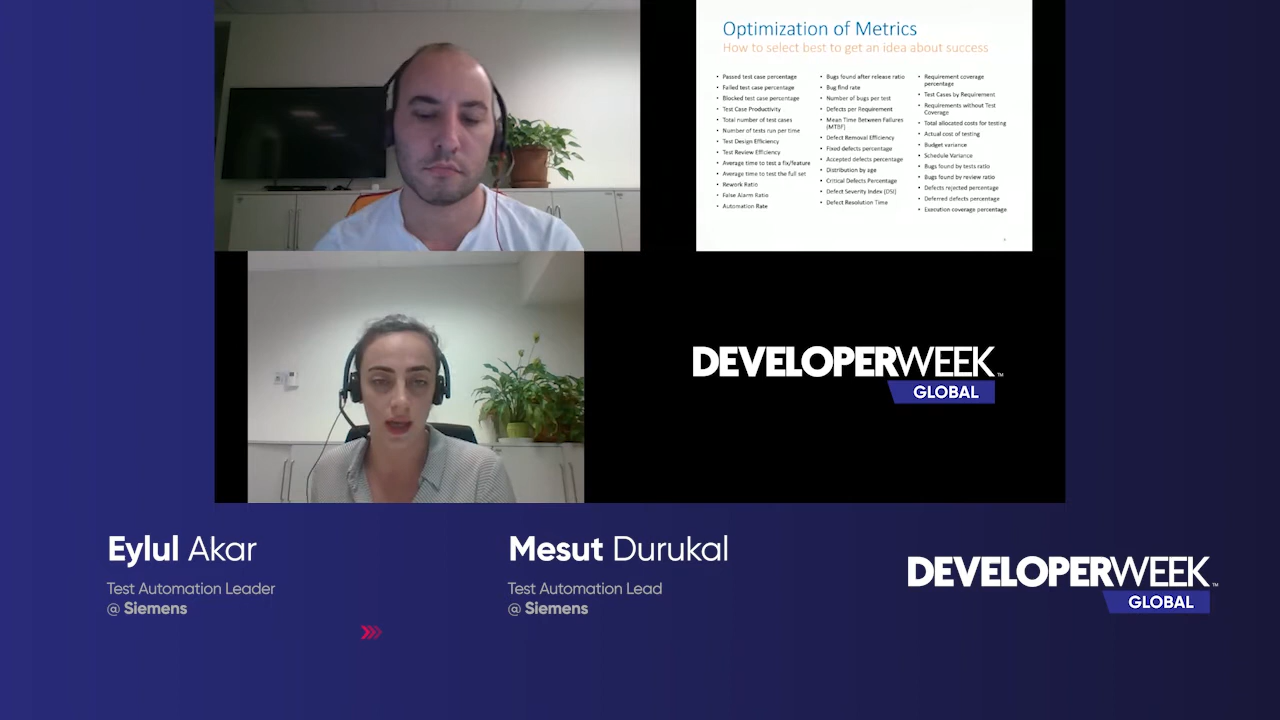 Optimization of Metrics
How to select best to get an idea about success
• Passed test case percentage
• Failed test case percentage
• Blocked test case percentage
• Test Case Productivity
• Total number of test cases
• Number of tests run per time
• Test Design Efficiency
• Test Review Efficiency
• Average time to test a fix/feature
• Average time to test the full set
• Rework Ratio
• False Alarm Ratio
• Automation Rate
• Bugs found after release ratio
• Bug find rate
• Number of bugs per test
• Defects per Requirement
• Mean Time Between Failures
(MTBF)
• Defect Removal Efficiency
• Fixed defects percentage
• Accepted defects percentage
• Distribution by age
• Critical Defects Percentage
• Defect Severity Index (DSI)
• Defect Resolution Time
• Requirement coverage
percentage
• Test Cases by Requirement
• Requirements without Test
Coverage
• Total allocated costs for testing
• Actual cost of testing
• Budget variance
• Schedule Variance
• Bugs found by tests ratio
• Bugs found by review ratio
• Defects rejected percentage
• Deferred defects percentage
• Execution coverage percentage
DEVELOPERWEEK™
GLOBAL
Eylul Akar
Test Automation Leader
@ Siemens
Mesut Durukal
Test Automation Lead
@ Siemens
DEVELOPERWEEK™
GLOBAL